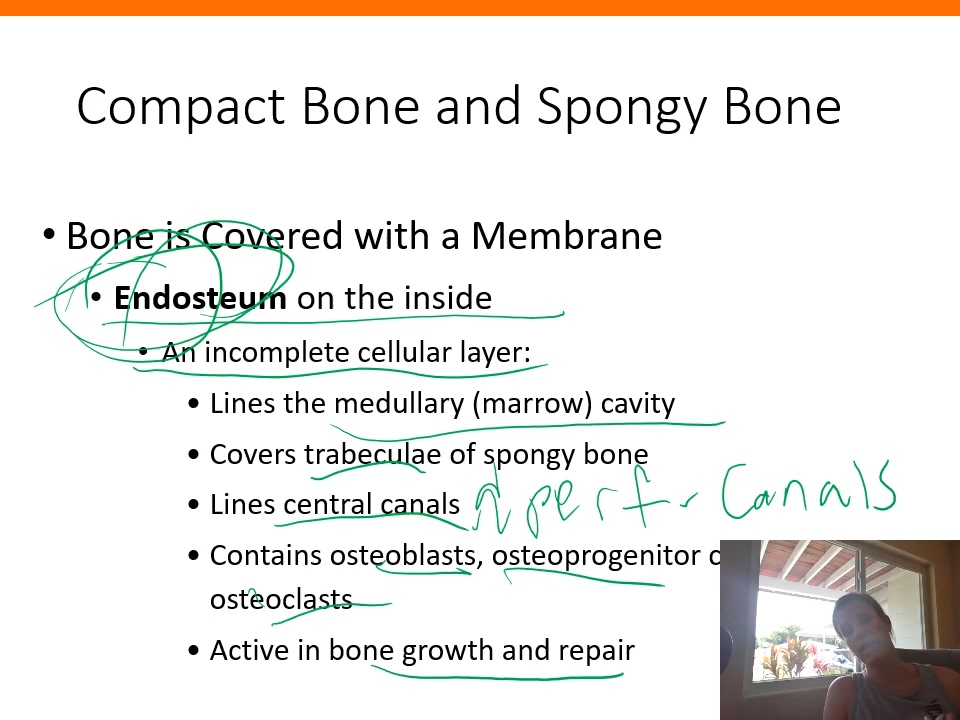 Compact Bone and Spongy Bone
• Bone is Covered with a Membrane
• Endosteum on the inside
• An incomplete cellular layer:
• Lines the medullary (marrow) cavity
• Covers trabeculae of spongy bone
• Lines central canals & perf. Canals
• Contains osteoblasts, osteoprogenitor c
osteoclasts
• Active in bone growth and repair